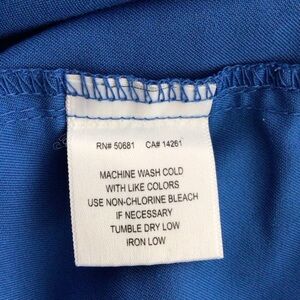 RN# 50681 CA# 14261
MACHINE WASH COLD
WITH LIKE COLORS
USE NON-CHLORINE BLEACH
IF NECESSARY
TUMBLE DRY LOW
IRON LOW